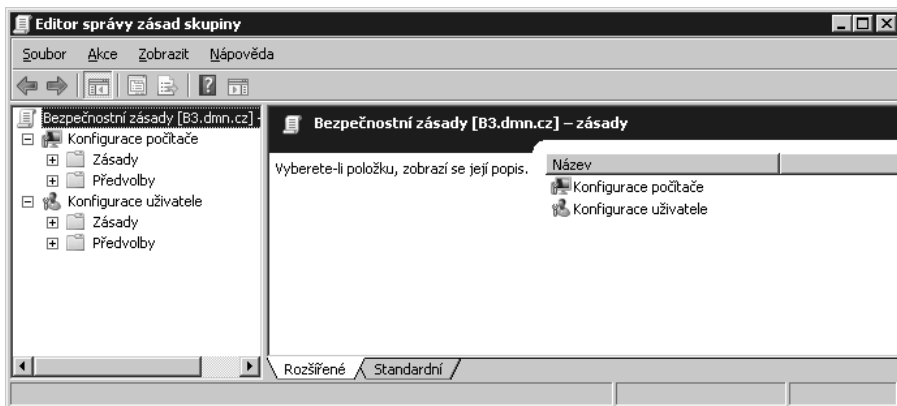 Editor správy zásad skupiny
Soubor Akce Zobrazit Nápověda
Bezpečnostní zásady [B3.dmn.cz] -
Konfigurace počítače
Zásady
Předvolby
Konfigurace uživatele
Zásady
Předvolby
Bezpečnostní zásady [B3.dmn.cz] – zásady
Vyberete-li položku, zobrazí se její popis.
Název
Konfigurace počítače
Konfigurace uživatele
Rozšířené Standardní